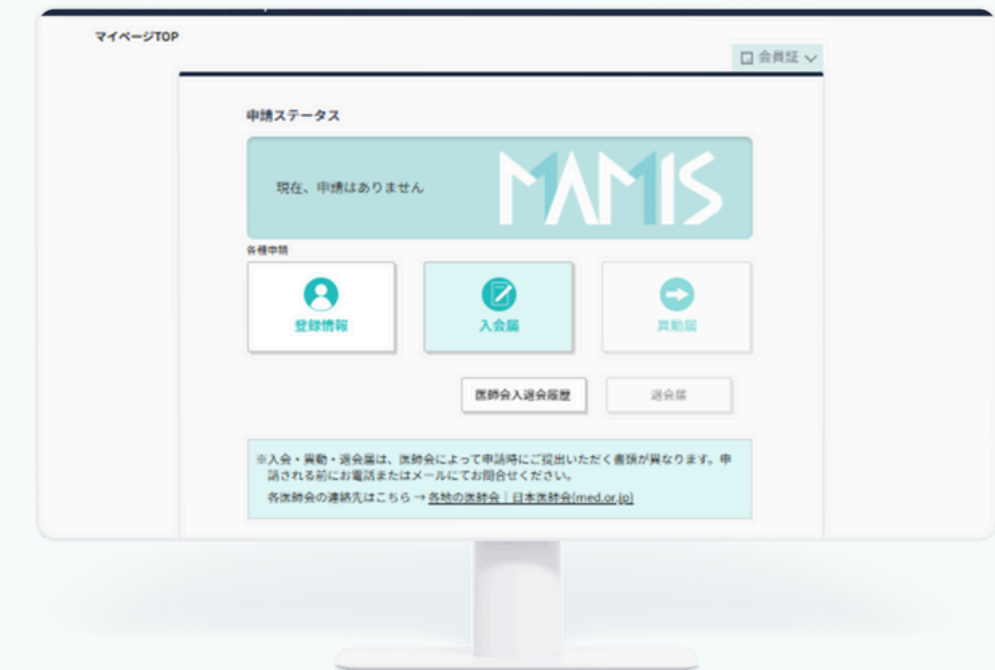 マイページTOP
会員証
申請ステータス
現在、申請はありません
MAMIS
各種申請
登録情報
入会届
異動届
医師会入退会履歴
退会届
※入会・異動・退会届は、医師会によって申請時にご提出いただく書類が異なります。申
請される前にお電話またはメールにてお問合せください。
各医師会の連絡先はこちら → 各地の医師会｜日本医師会(med.or.jp)